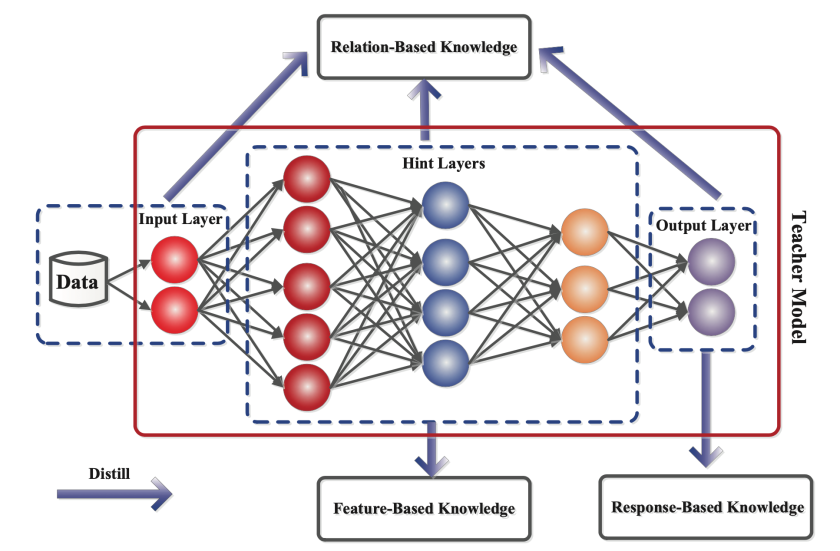 Relation-Based Knowledge
Hint Layers
Input Layer
Output Layer
Data
Teacher Model
Distill
Feature-Based Knowledge
Response-Based Knowledge